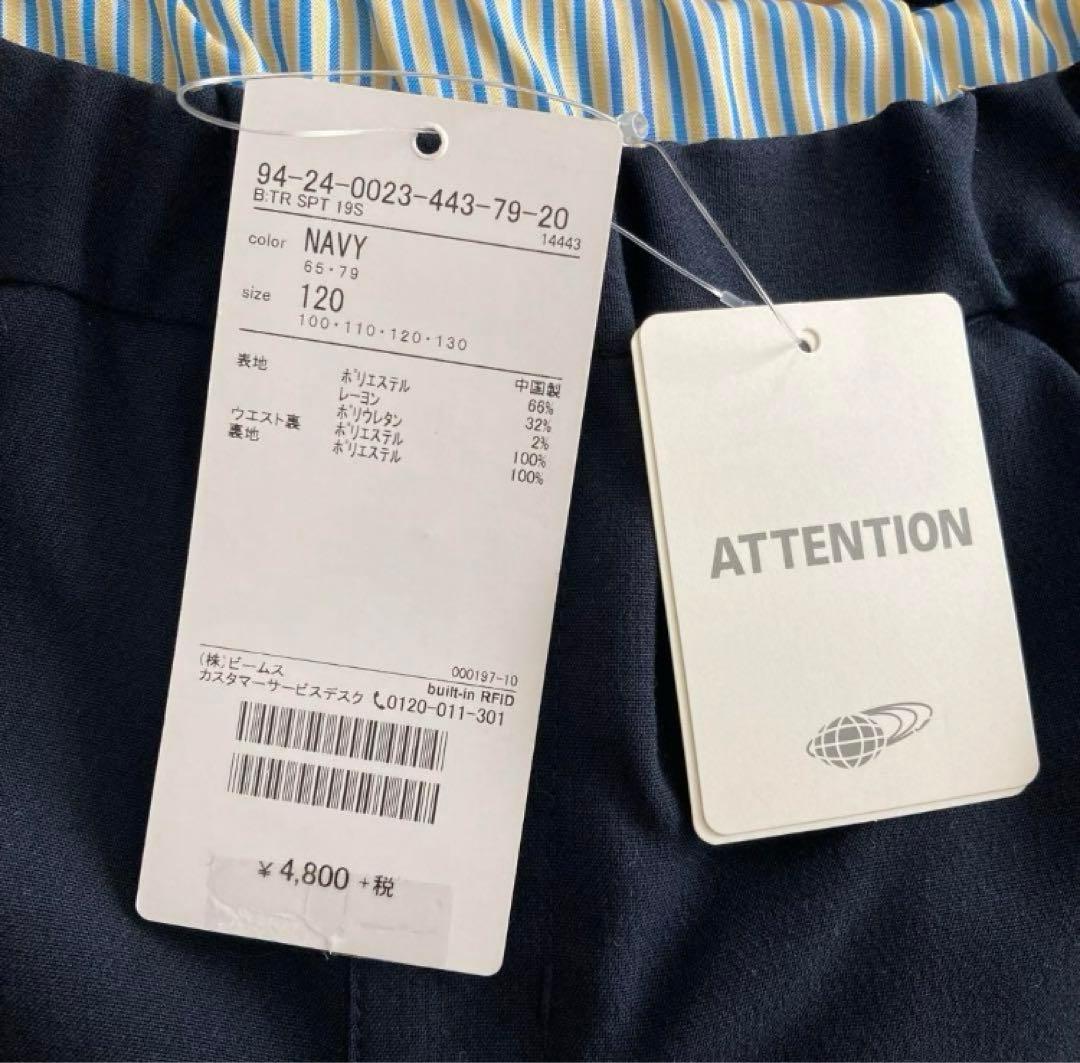 94-24-0023-443-79-20
B:TR SPT 19S
14443
color NAVY
65・79
size 120
100・110・120・130
表地
中国製
ポリエステル 66%
レーヨン 32%
ポリウレタン 2%
ウエスト裏 ポリエステル 100%
裏地 ポリエステル 100%
(株)ビームス 000197-10
built-in RFID
カスタマーサービスデスク 0120-011-301
¥4,800+税
ATTENTION